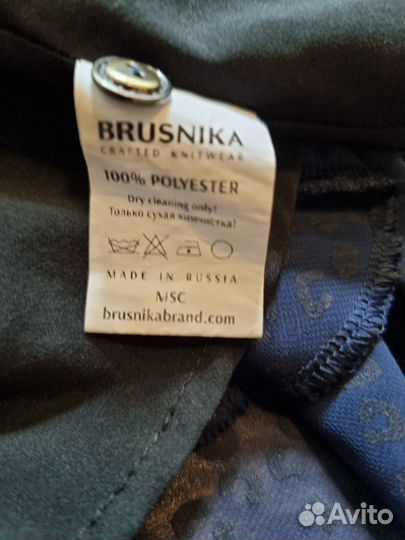 BRUSNIKA
CRAFTED KNITWEAR
100% POLYESTER
Dry cleaning only!
Только сухая химчистка!
MADE IN RUSSIA
MSC
brusnikabrand.com
Avito